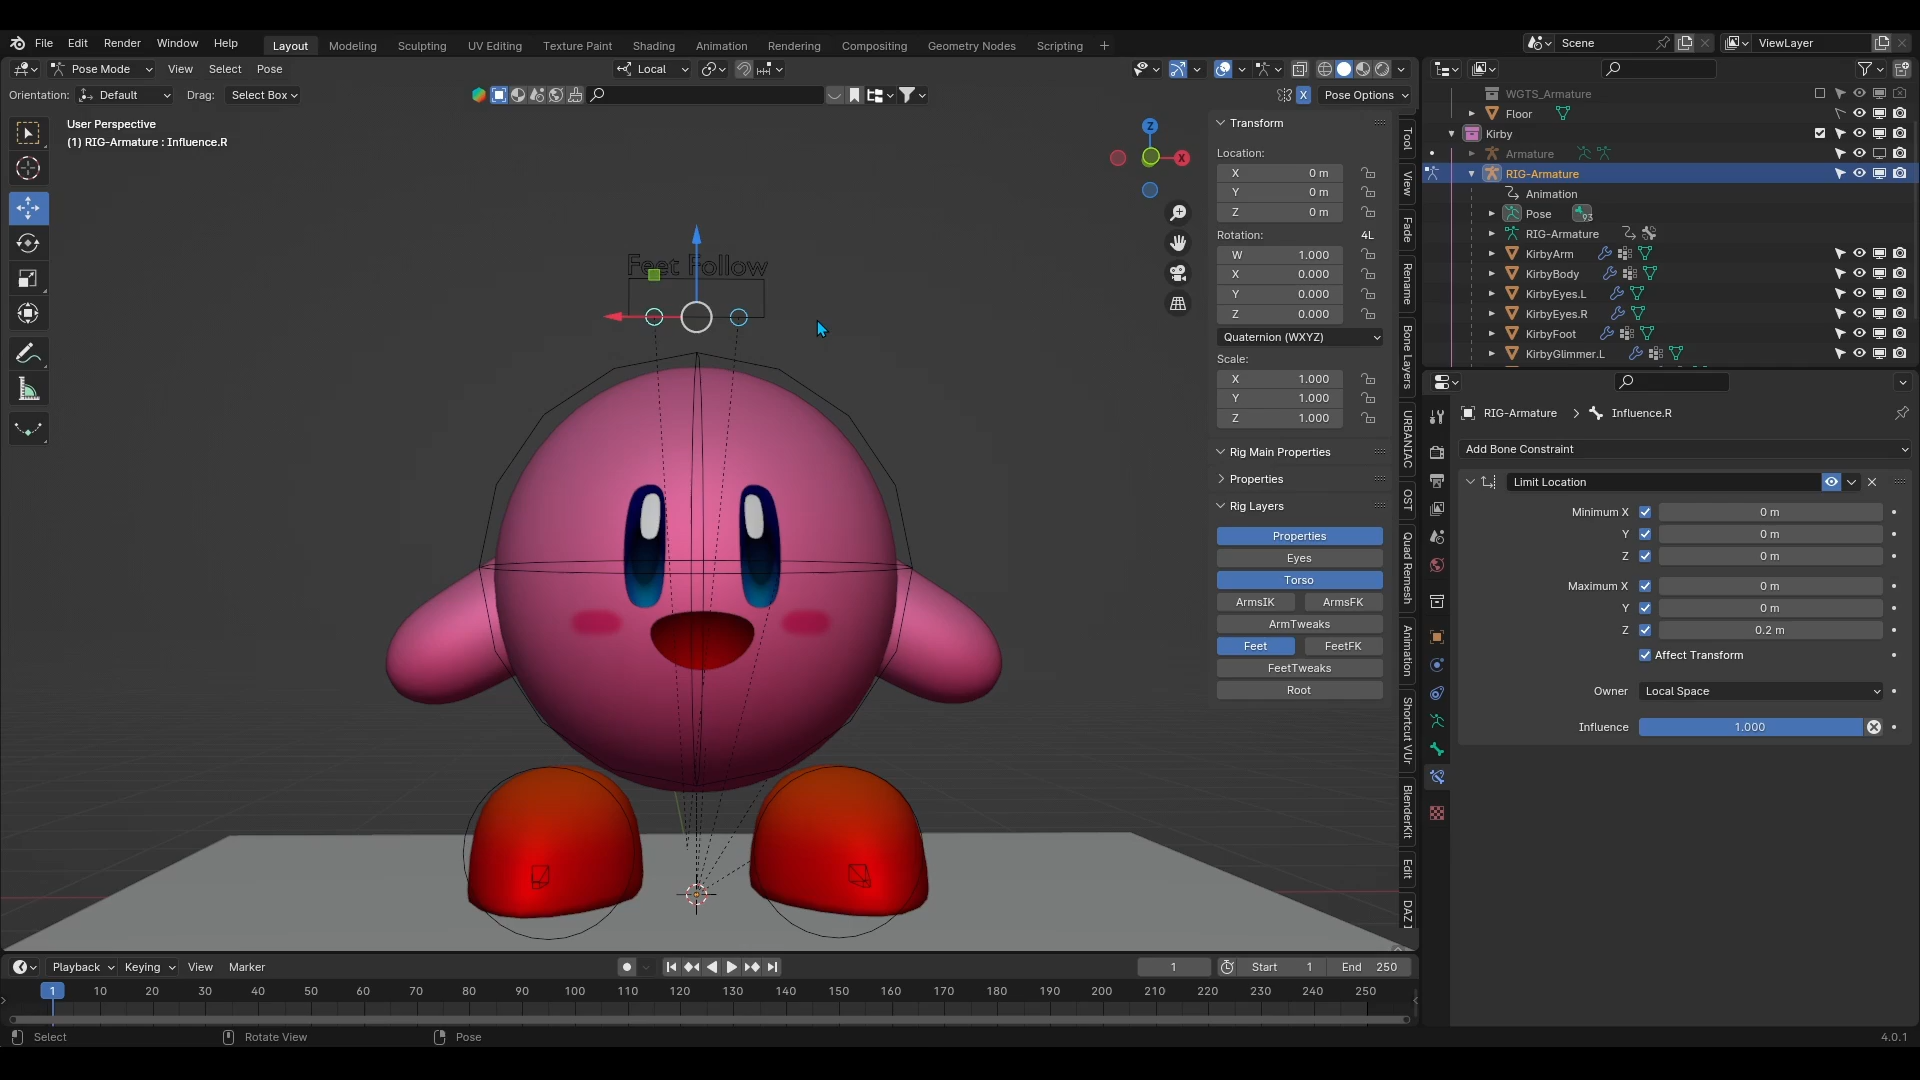 File Edit Render Window Help Layout Modeling Sculpting UV Editing Texture Paint Shading Animation Rendering Compositing Geometry Nodes Scripting + Scene ViewLayer
Pose Mode View Select Pose Local
Orientation: Default Drag: Select Box X Pose Options
User Perspective
(1) RIG-Armature : Influence.R
Z
X
Feet Follow
Transform
Location:
X 0 m
Y 0 m
Z 0 m
Rotation: 4L
W 1.000
X 0.000
Y 0.000
Z 0.000
Quaternion (WXYZ)
Scale:
X 1.000
Y 1.000
Z 1.000
Rig Main Properties
Properties
Rig Layers
Properties
Eyes
Torso
ArmsIK ArmsFK
ArmTweaks
Feet FeetFK
FeetTweaks
Root
Tool
View
Fade
Rename
Bone Layers
URBANIAC
OST
Quad Remesh
Animation
Shortcut VUr
BlenderKit
Edit
DAZ I
WGTS_Armature
Floor
Kirby
Armature
RIG-Armature
Animation
Pose 93
RIG-Armature
KirbyArm
KirbyBody
KirbyEyes.L
KirbyEyes.R
KirbyFoot
KirbyGlimmer.L
RIG-Armature > Influence.R
Add Bone Constraint
Limit Location
Minimum X 0 m
Y 0 m
Z 0 m
Maximum X 0 m
Y 0 m
Z 0.2 m
Affect Transform
Owner Local Space
Influence 1.000
Playback Keying View Marker 1 Start 1 End 250
1 10 20 30 40 50 60 70 80 90 100 110 120 130 140 150 160 170 180 190 200 210 220 230 240 250
Select Rotate View Pose 4.0.1